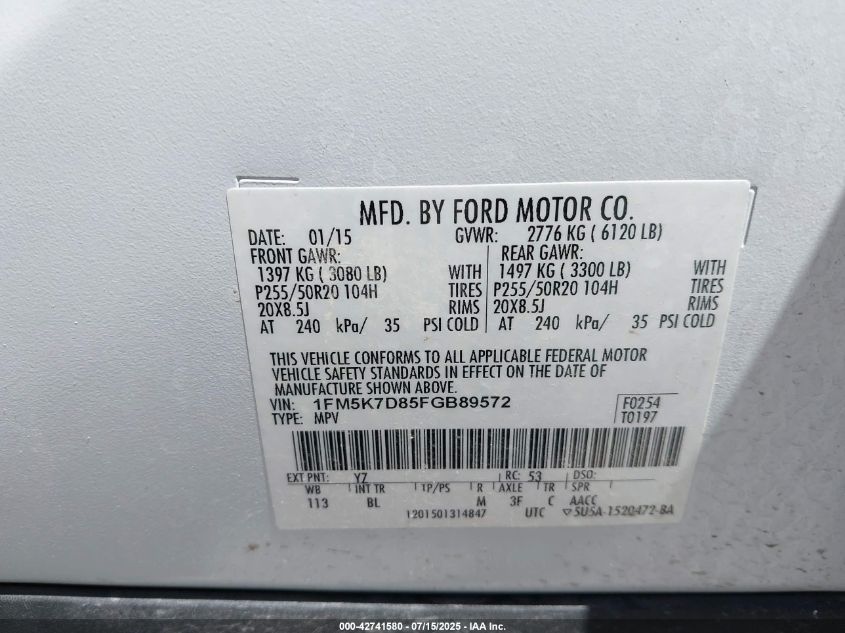 MFD. BY FORD MOTOR CO.
DATE: 01/15 GVWR: 2776 KG ( 6120 LB)
FRONT GAWR: REAR GAWR:
1397 KG ( 3080 LB) WITH 1497 KG ( 3300 LB) WITH
P255/50R20 104H TIRES P255/50R20 104H TIRES
20X8.5J RIMS 20X8.5J RIMS
AT 240 kPa/ 35 PSI COLD AT 240 kPa/ 35 PSI COLD
THIS VEHICLE CONFORMS TO ALL APPLICABLE FEDERAL MOTOR
VEHICLE SAFETY STANDARDS IN EFFECT ON THE DATE OF
MANUFACTURE SHOWN ABOVE.
VIN: 1FM5K7D85FGB89572 F0254
TYPE: MPV T0197
EXT PNT: YZ RC: 53 DSO:
WB INT TR TP/PS R AXLE TR SPR
113 BL M 3F C AACC
1201501314847 UTC ▽5U5A-1520472-BA
000-42741580 - 07/15/2025 - IAA Inc.